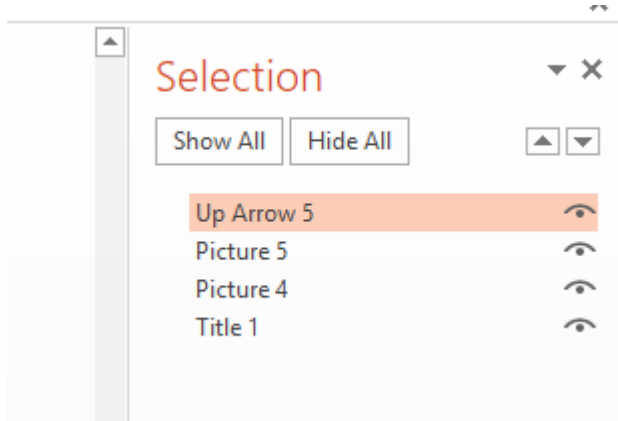 Selection
Show All Hide All
Up Arrow 5
Picture 5
Picture 4
Title 1